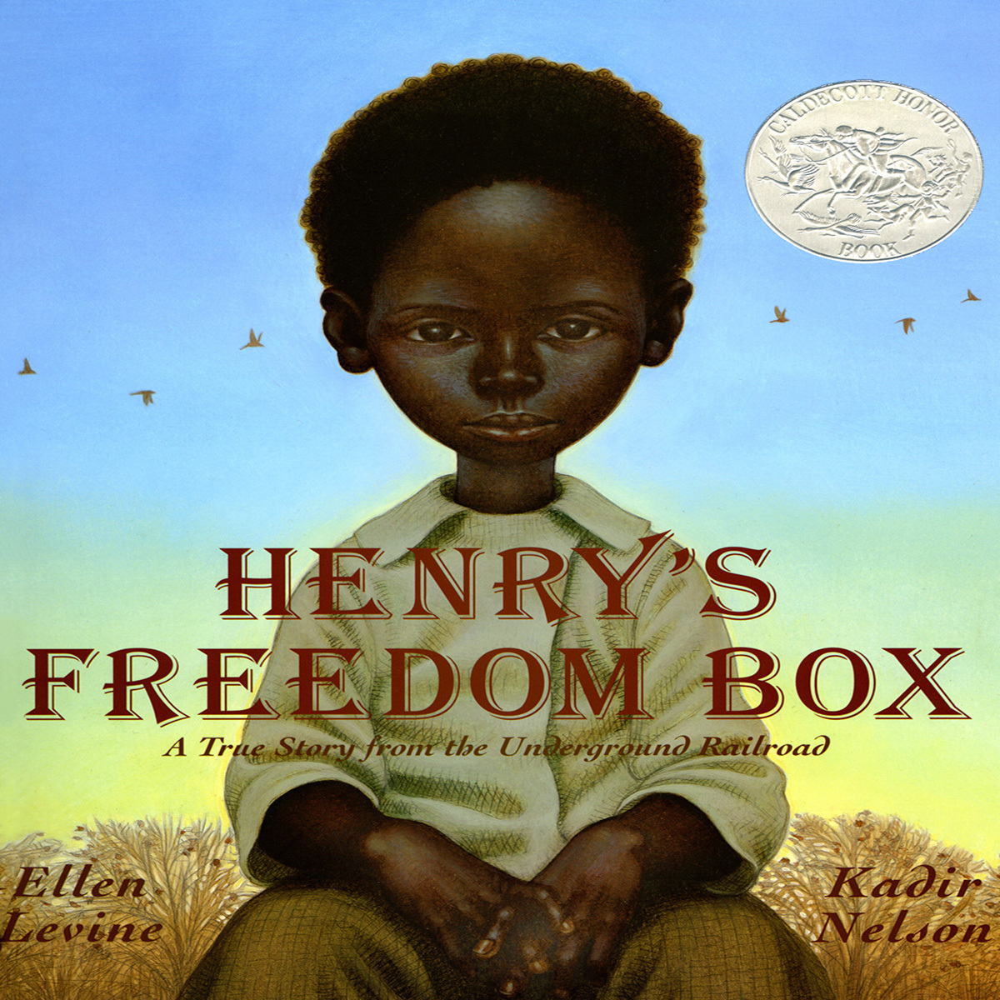 CALDECOTT HONOR
BOOK
HENRY'S
FREEDOM BOX
A True Story from the Underground Railroad
Ellen
Levine
Kadir
Nelson